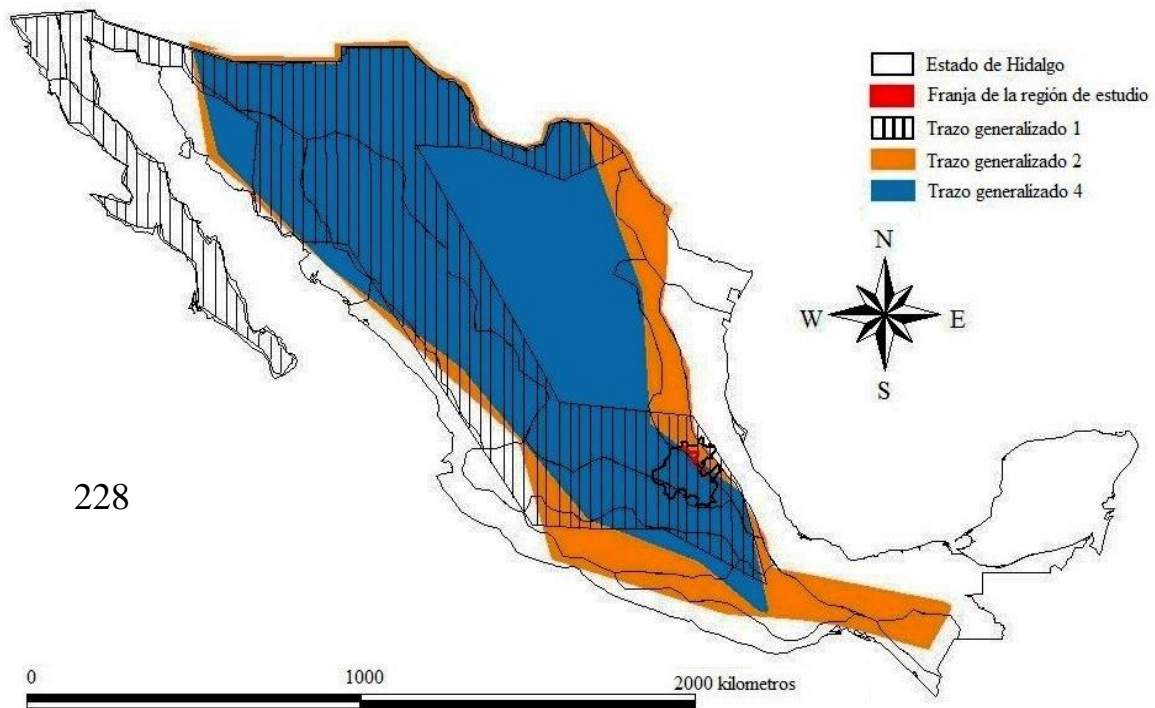 Estado de Hidalgo
Franja de la región de estudio
Trazo generalizado 1
Trazo generalizado 2
Trazo generalizado 4
N
W E
S
228
0 1000 2000 kilometros